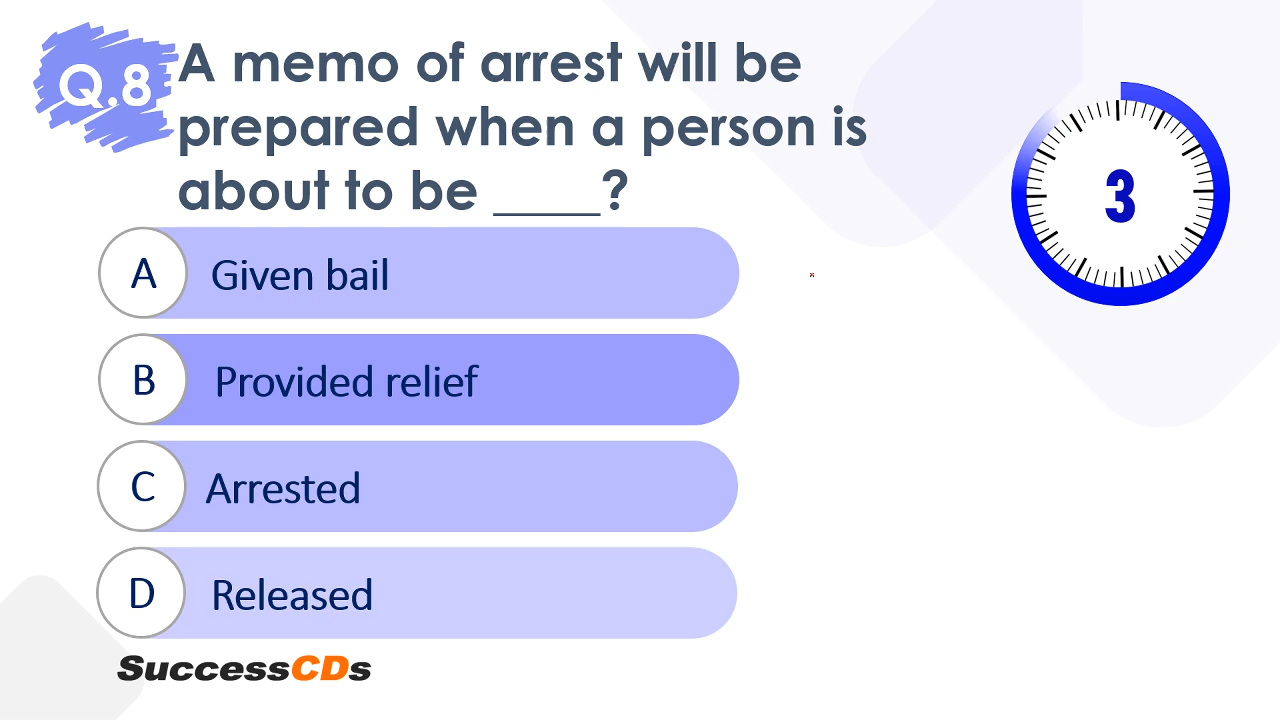 Q.8
A memo of arrest will be
prepared when a person is
about to be ____?
3
A Given bail
B Provided relief
C Arrested
D Released
SuccessCDs